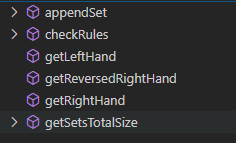 appendSet
checkRules
getLeftHand
getReversedRightHand
getRightHand
getSetsTotalSize